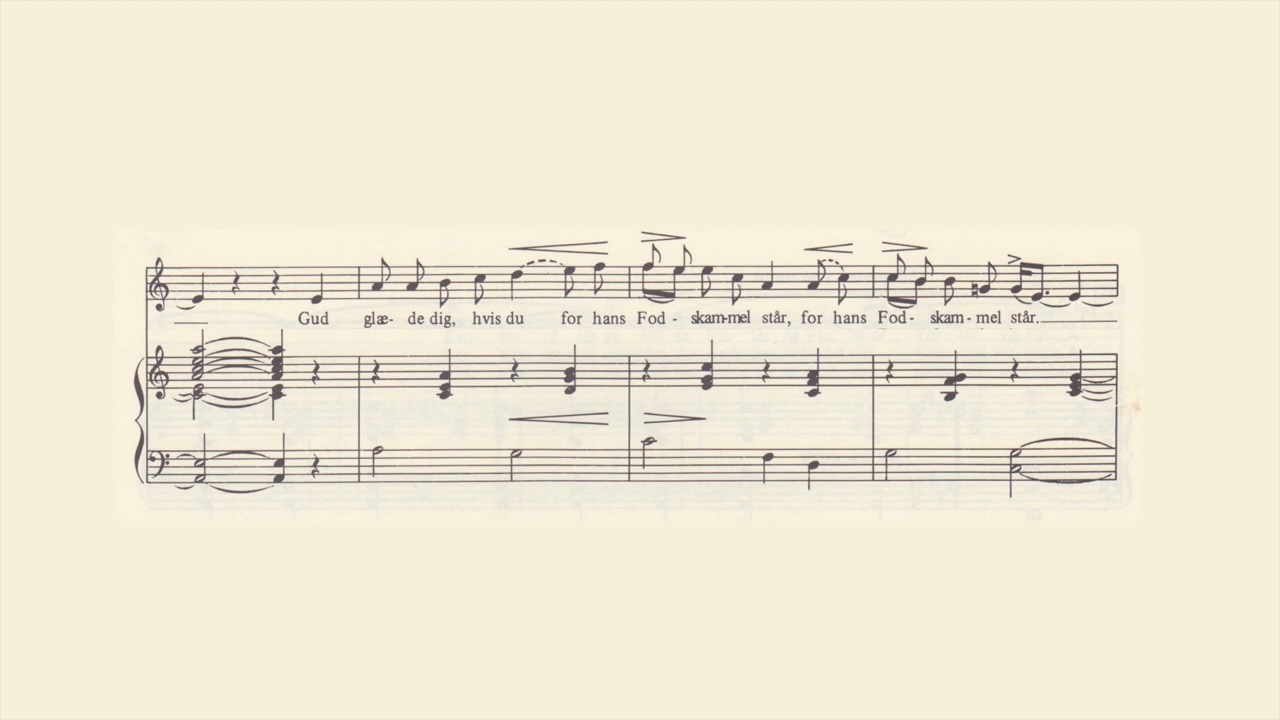 Gud glæ- de dig, hvis du for hans Fod - skam-mel står, for hans Fod- skam - mel står.